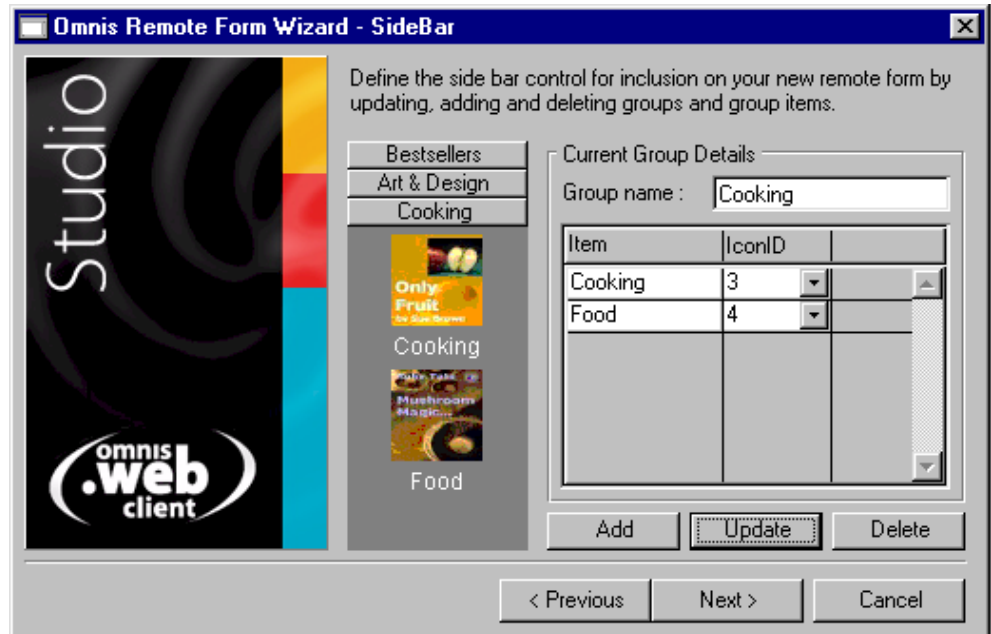 Omnis Remote Form Wizard - SideBar
Studio
omnis
.web
client
Define the side bar control for inclusion on your new remote form by
updating, adding and deleting groups and group items.
Bestsellers
Art & Design
Cooking
Only
Fruit
by Sue Brown
Cooking
Mushroom
Magic...
Food
Current Group Details
Group name : Cooking
Item IconID
Cooking 3
Food 4
Add Update Delete
< Previous Next > Cancel